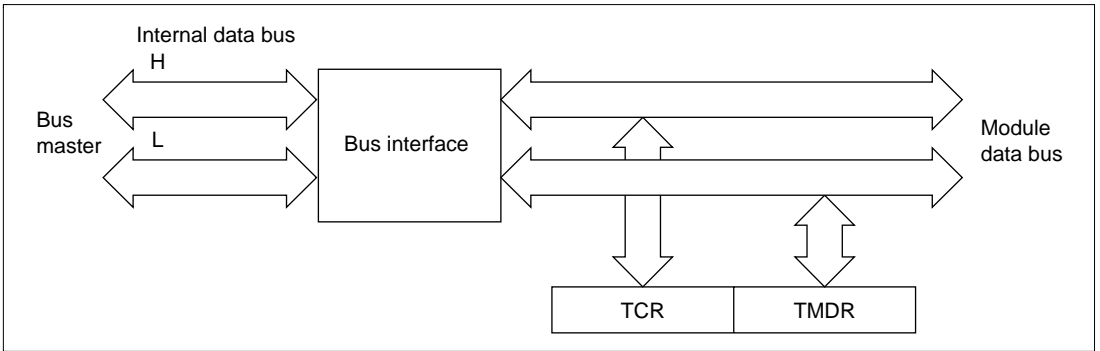 Internal data bus
H
Bus
master
L
Bus interface
Module
data bus
TCR
TMDR